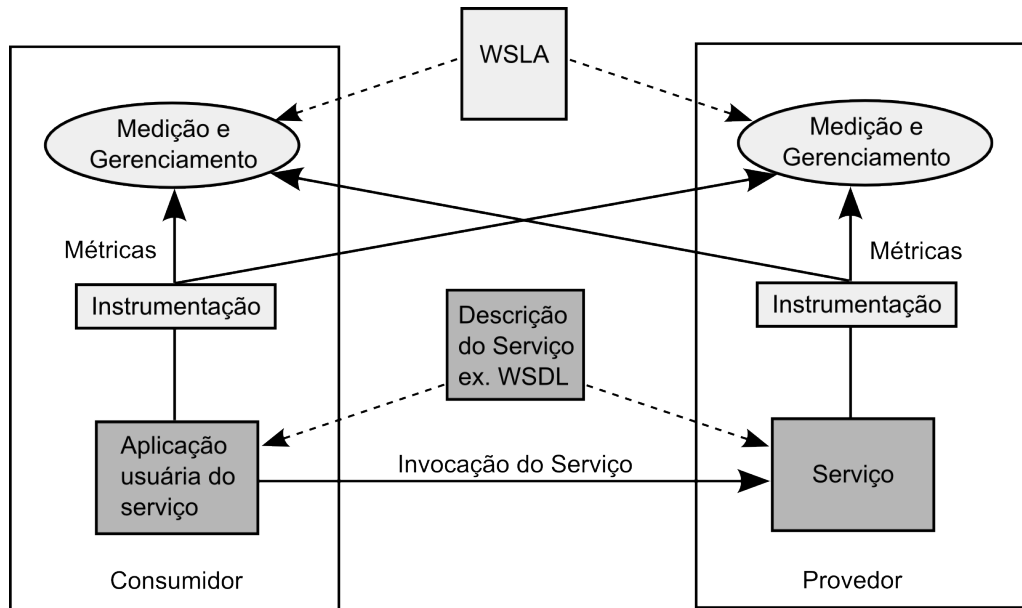 WSLA
Medição e
Gerenciamento
Medição e
Gerenciamento
Métricas
Métricas
Instrumentação
Instrumentação
Descrição
do Serviço
ex. WSDL
Aplicação
usuária do
serviço
Invocação do Serviço
Serviço
Consumidor
Provedor